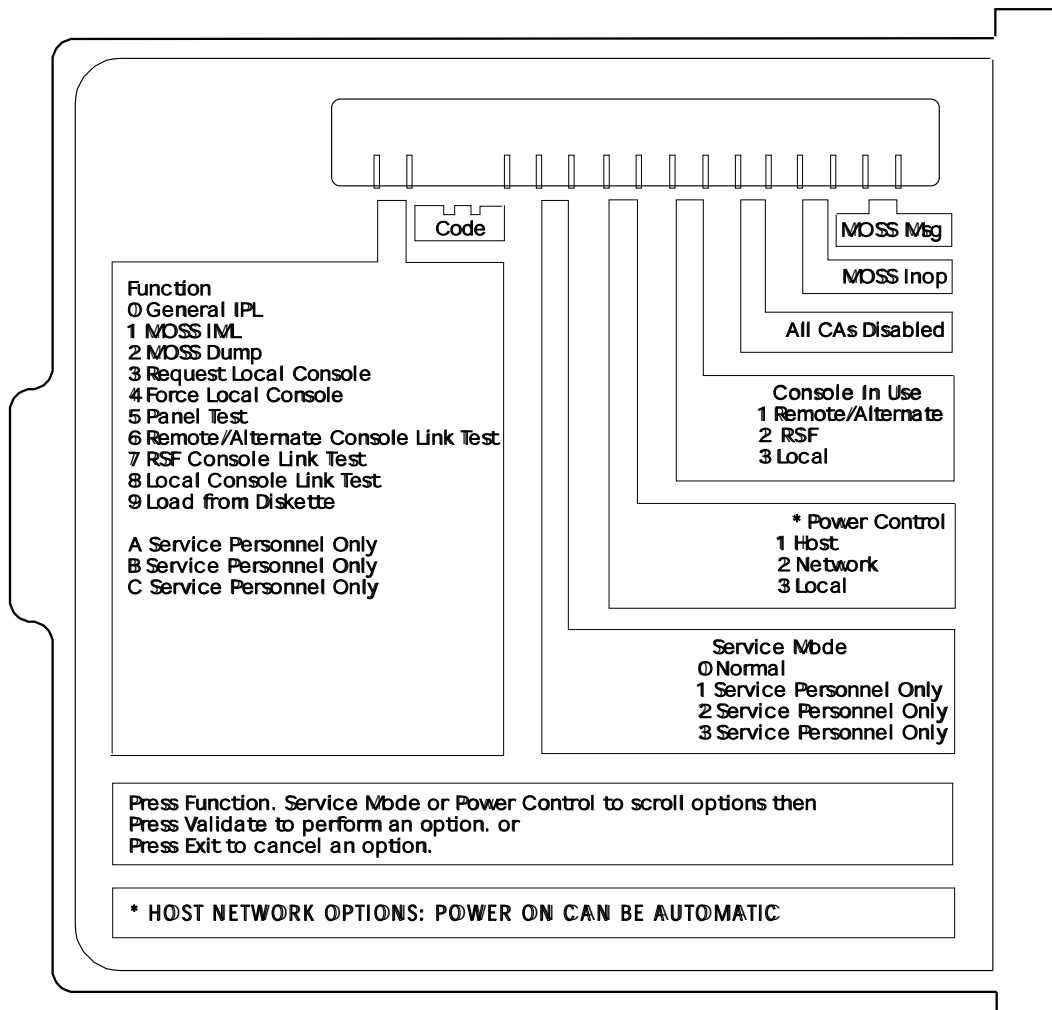 Code
MOSS Msg
MOSS Inop
All CAs Disabled
Function
0 General IPL
1 MOSS IML
2 MOSS Dump
3 Request Local Console
4 Force Local Console
5 Panel Test
6 Remote/Alternate Console Link Test
7 RSF Console Link Test
8 Local Console Link Test
9 Load from Diskette
A Service Personnel Only
B Service Personnel Only
C Service Personnel Only
Console In Use
1 Remote/Alternate
2 RSF
3 Local
* Power Control
1 Host
2 Network
3 Local
Service Mode
0 Normal
1 Service Personnel Only
2 Service Personnel Only
3 Service Personnel Only
Press Function. Service Mode or Power Control to scroll options then
Press Validate to perform an option. or
Press Exit to cancel an option.
* HOST NETWORK OPTIONS: POWER ON CAN BE AUTOMATIC